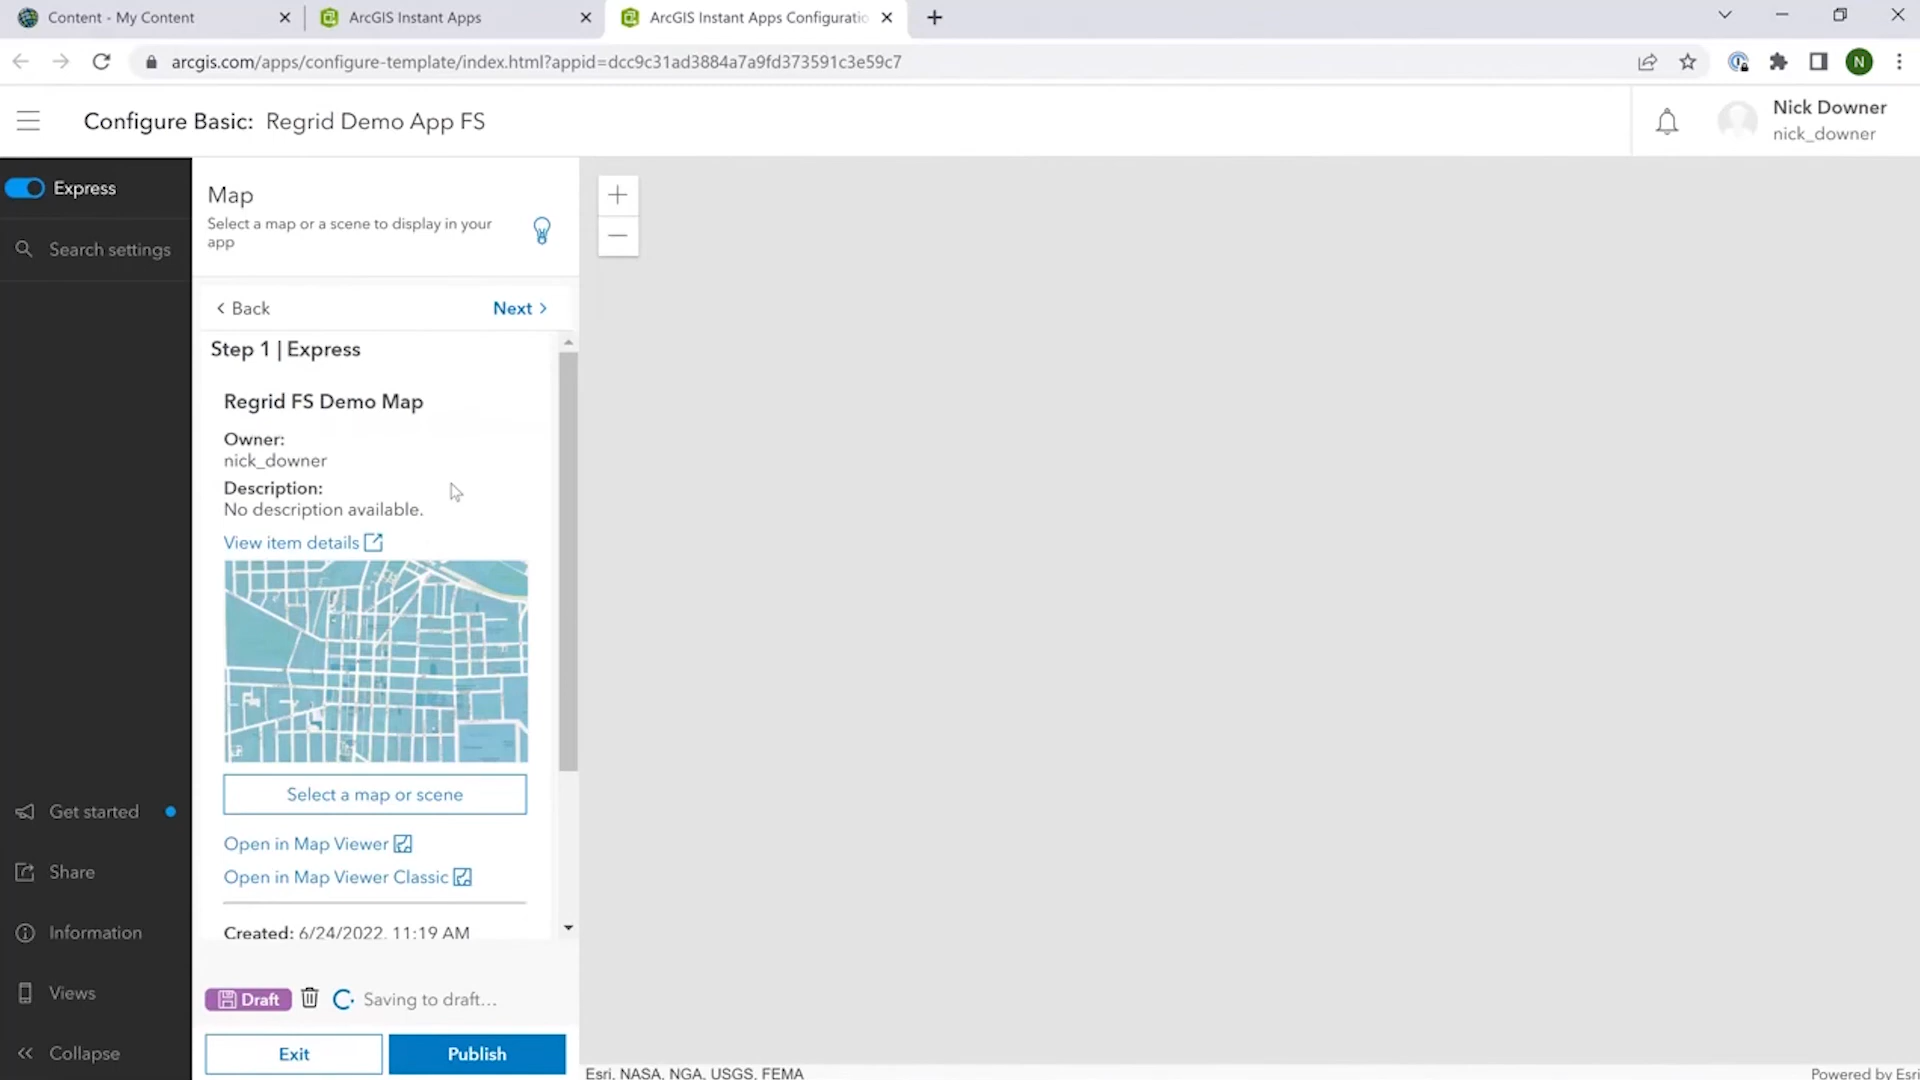 Content - My Content
ArcGIS Instant Apps
ArcGIS Instant Apps Configuratio
arcgis.com/apps/configure-template/index.html?appid=dcc9c31ad3884a7a9fd373591c3e59c7
N
Configure Basic: Regrid Demo App FS
Nick Downer
nick_downer
Express
Search settings
Get started
Share
Information
Views
Collapse
Map
Select a map or a scene to display in your
app
Back
Next
Step 1 | Express
Regrid FS Demo Map
Owner:
nick_downer
Description:
No description available.
View item details
Select a map or scene
Open in Map Viewer
Open in Map Viewer Classic
Created: 6/24/2022, 11:19 AM
Draft
Saving to draft...
Exit
Publish
Esri, NASA, NGA, USGS, FEMA
Powered by Esri